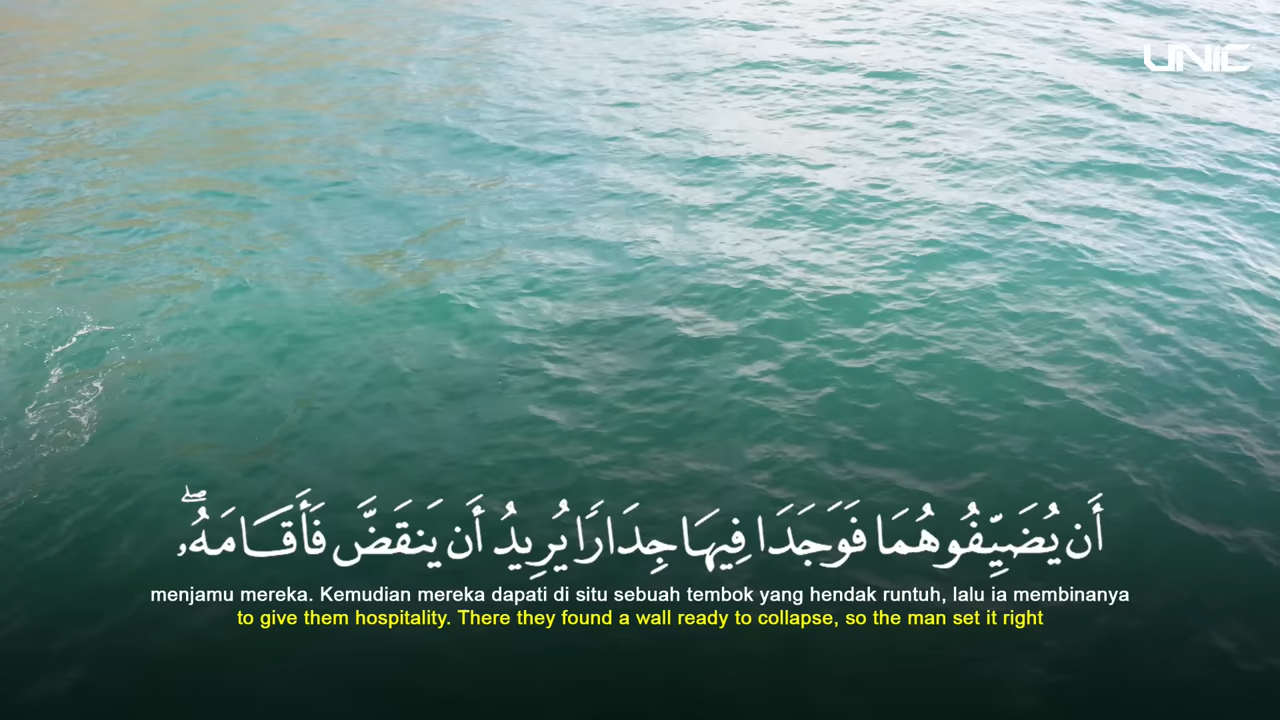 UNIC
أَن يُضَيِّفُوهُمَا فَوَجَدَا فِيهَا جِدَارًا يُرِيدُ أَن يَنقَضَّ فَأَقَامَهُۥ ۖ
menjamu mereka. Kemudian mereka dapati di situ sebuah tembok yang hendak runtuh, lalu ia membinanya
to give them hospitality. There they found a wall ready to collapse, so the man set it right